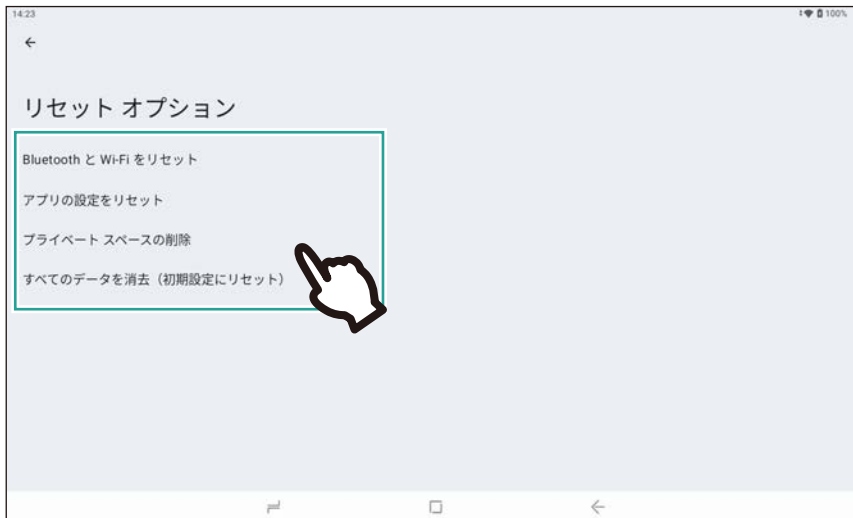 14:23
100%
リセット オプション
Bluetooth と Wi-Fi をリセット
アプリの設定をリセット
プライベート スペースの削除
すべてのデータを消去（初期設定にリセット）